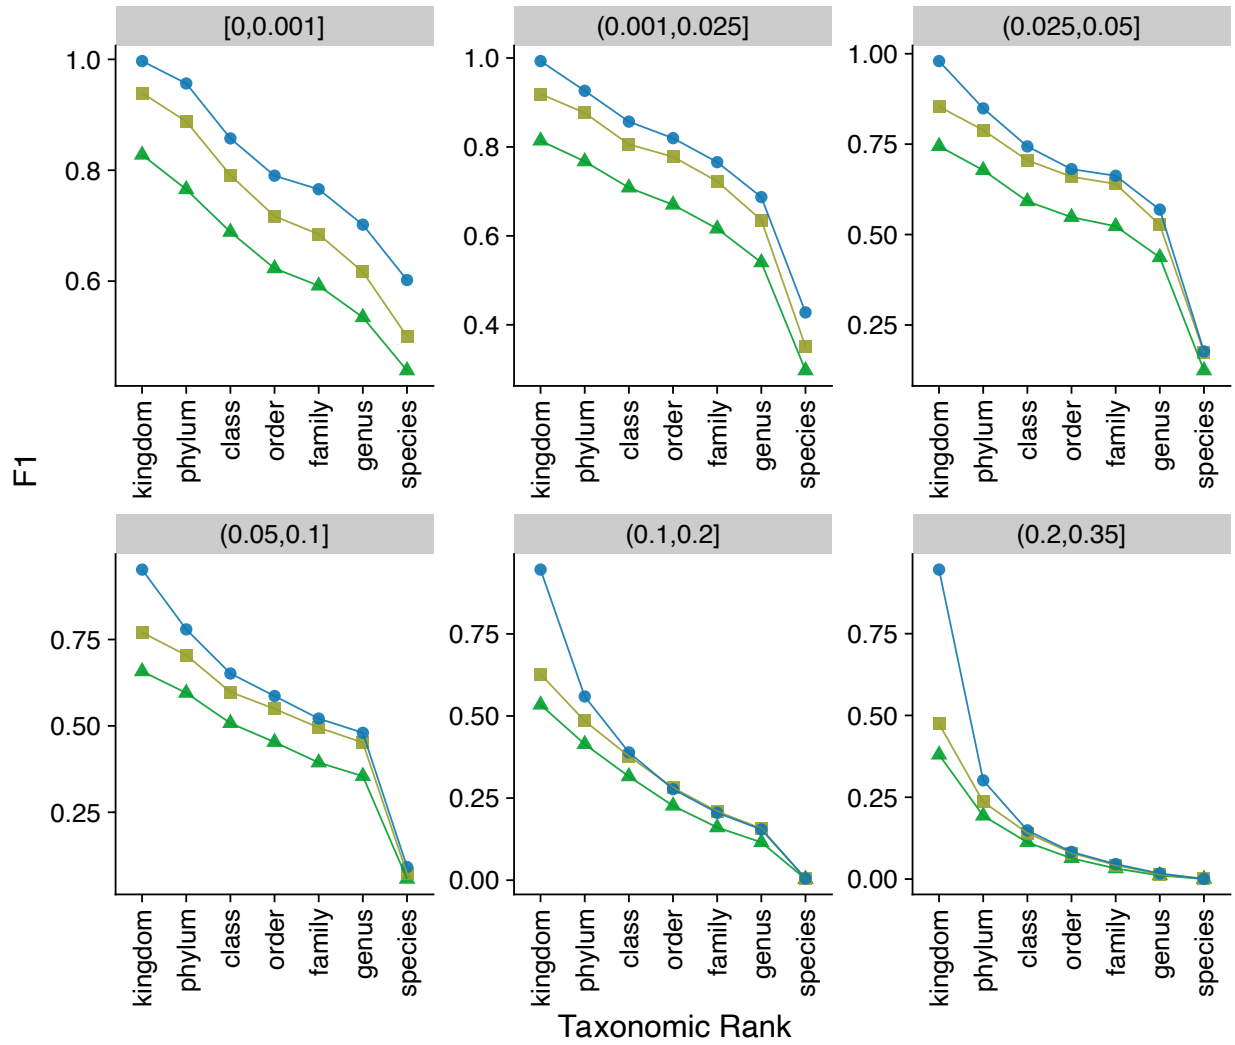 [0,0.001]
(0.001,0.025]
(0.025,0.05]
1.0
0.8
0.6
1.0
0.8
0.6
0.4
1.00
0.75
0.50
0.25
kingdom
phylum
class
order
family
genus
species
kingdom
phylum
class
order
family
genus
species
kingdom
phylum
class
order
family
genus
species
F1
(0.05,0.1]
(0.1,0.2]
(0.2,0.35]
0.75
0.50
0.25
0.75
0.50
0.25
0.00
0.75
0.50
0.25
0.00
kingdom
phylum
class
order
family
genus
species
kingdom
phylum
class
order
family
genus
species
kingdom
phylum
class
order
family
genus
species
Taxonomic Rank